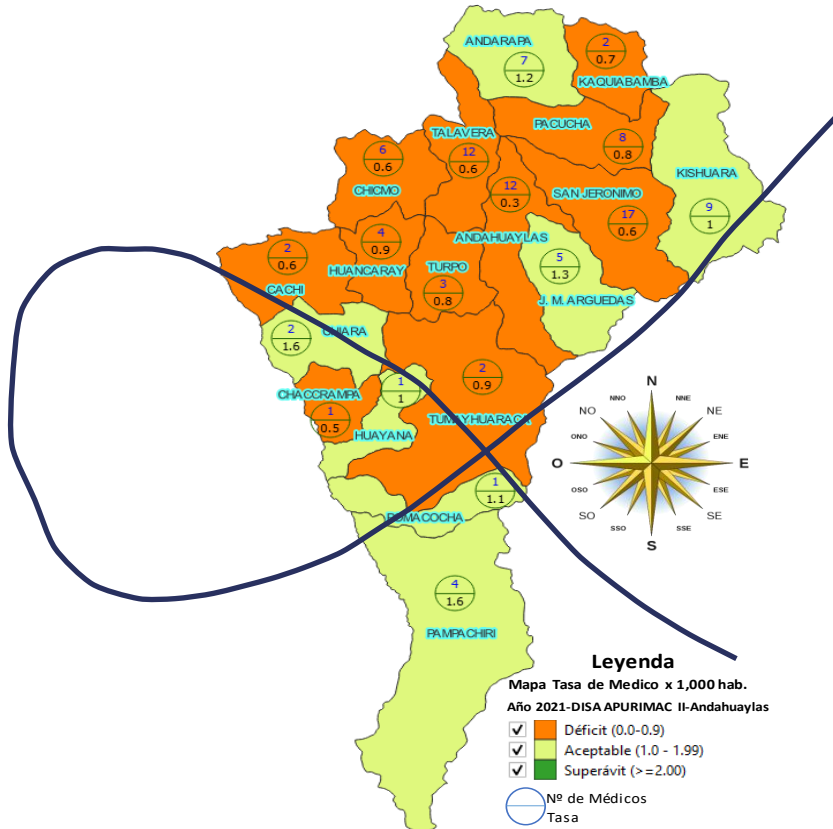 ANDARAPA
7
1.2
2
0.7
KAQUIABAMBA
TALAVERA
12
0.6
PACUCHA
8
0.8
6
0.6
CHICMO
KISHUARA
9
1
12
0.3
ANDAHUAYLAS
SAN JERONIMO
17
0.6
4
0.9
HUANCARAY
2
0.6
CACHI
TURPO
3
0.8
5
1.3
J. M. ARGUEDAS
CHIARA
2
1.6
2
0.9
TUMAYHUARACA
CHACCRAMPA
1
0.5
1
1
HUAYANA
1
1.1
POMACOCHA
4
1.6
PAMPACHIRI
N
NNO
NNE
NO
NE
ONO
ENE
O
E
OSO
ESE
SO
SE
SSO
SSE
S
Leyenda
Mapa Tasa de Medico x 1,000 hab.
Año 2021-DISA APURIMAC II-Andahuaylas
Déficit (0.0-0.9)
Aceptable (1.0 - 1.99)
Superávit (>=2.00)
Nº de Médicos
Tasa